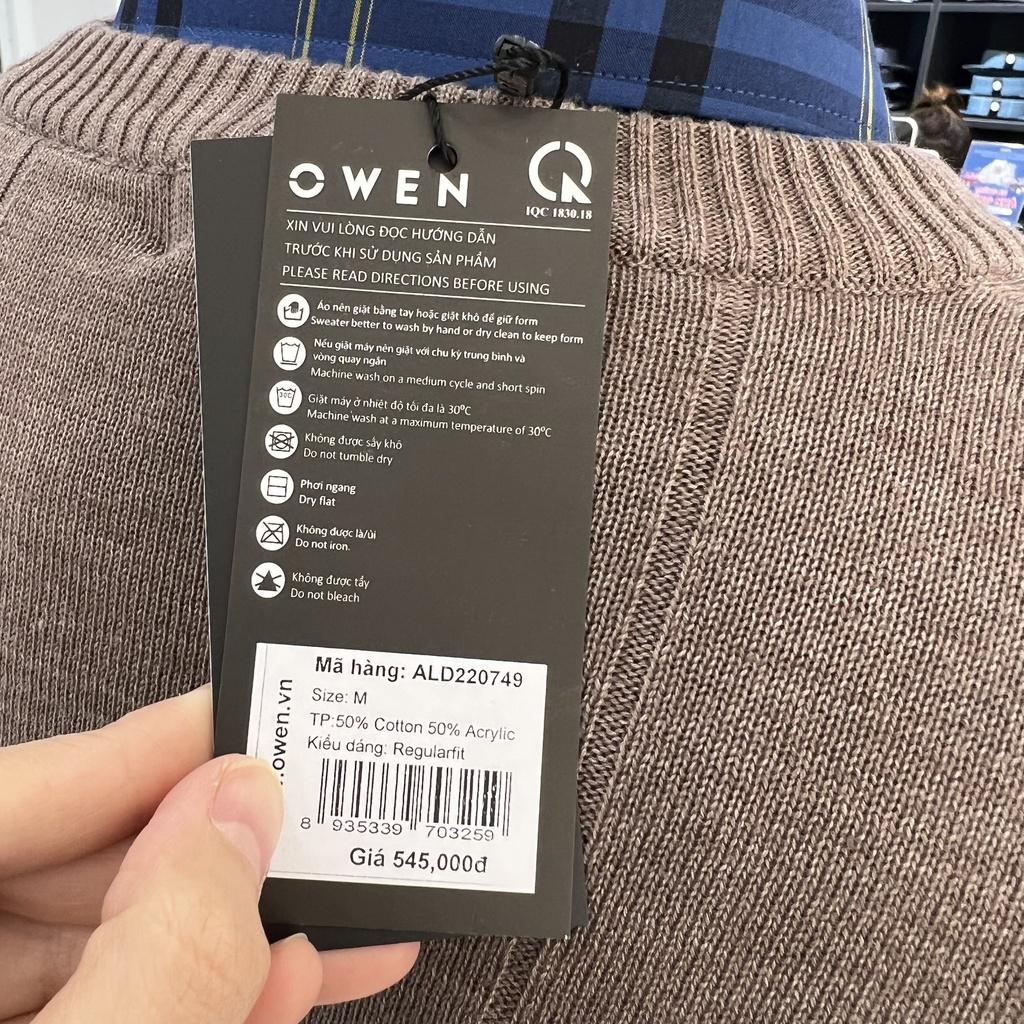 OWEN
IQC 1830.18
XIN VUI LÒNG ĐỌC HƯỚNG DẪN
TRƯỚC KHI SỬ DỤNG SẢN PHẨM
PLEASE READ DIRECTIONS BEFORE USING
Áo nên giặt bằng tay hoặc giặt khô để giữ form
Sweater better to wash by hand or dry clean to keep form
Nếu giặt máy nên giặt với chu kỳ trung bình và
vòng quay ngắn
Machine wash on a medium cycle and short spin
30C
Giặt máy ở nhiệt độ tối đa là 30ºC
Machine wash at a maximum temperature of 30ºC
Không được sấy khô
Do not tumble dry
Phơi ngang
Dry flat
Không được là/ủi
Do not iron.
Không được tẩy
Do not bleach
Mã hàng: ALD220749
Size: M
TP:50% Cotton 50% Acrylic
Kiểu dáng: Regularfit
8 935339 703259
Giá 545,000đ
.owen.vn